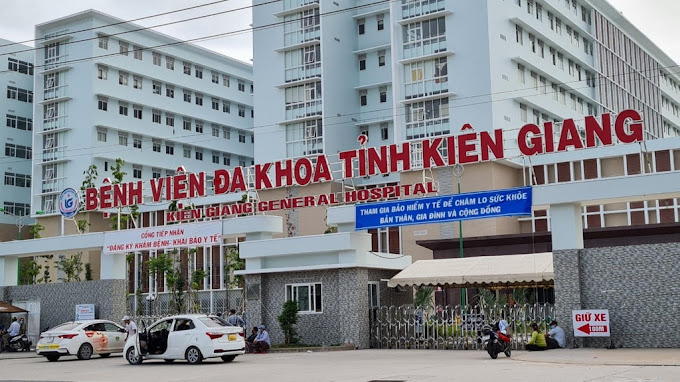 BỆNH VIỆN ĐA KHOA TỈNH KIÊN GIANG
KIEN GIANG GENERAL HOSPITAL
THAM GIA BẢO HIỂM Y TẾ ĐỂ CHĂM LO SỨC KHỎE
BẢN THÂN, GIA ĐÌNH VÀ CỘNG ĐỒNG
CỔNG TIẾP NHẬN
"ĐĂNG KÝ KHÁM BỆNH- KHAI BÁO Y TẾ"
GIỮ XE
100M